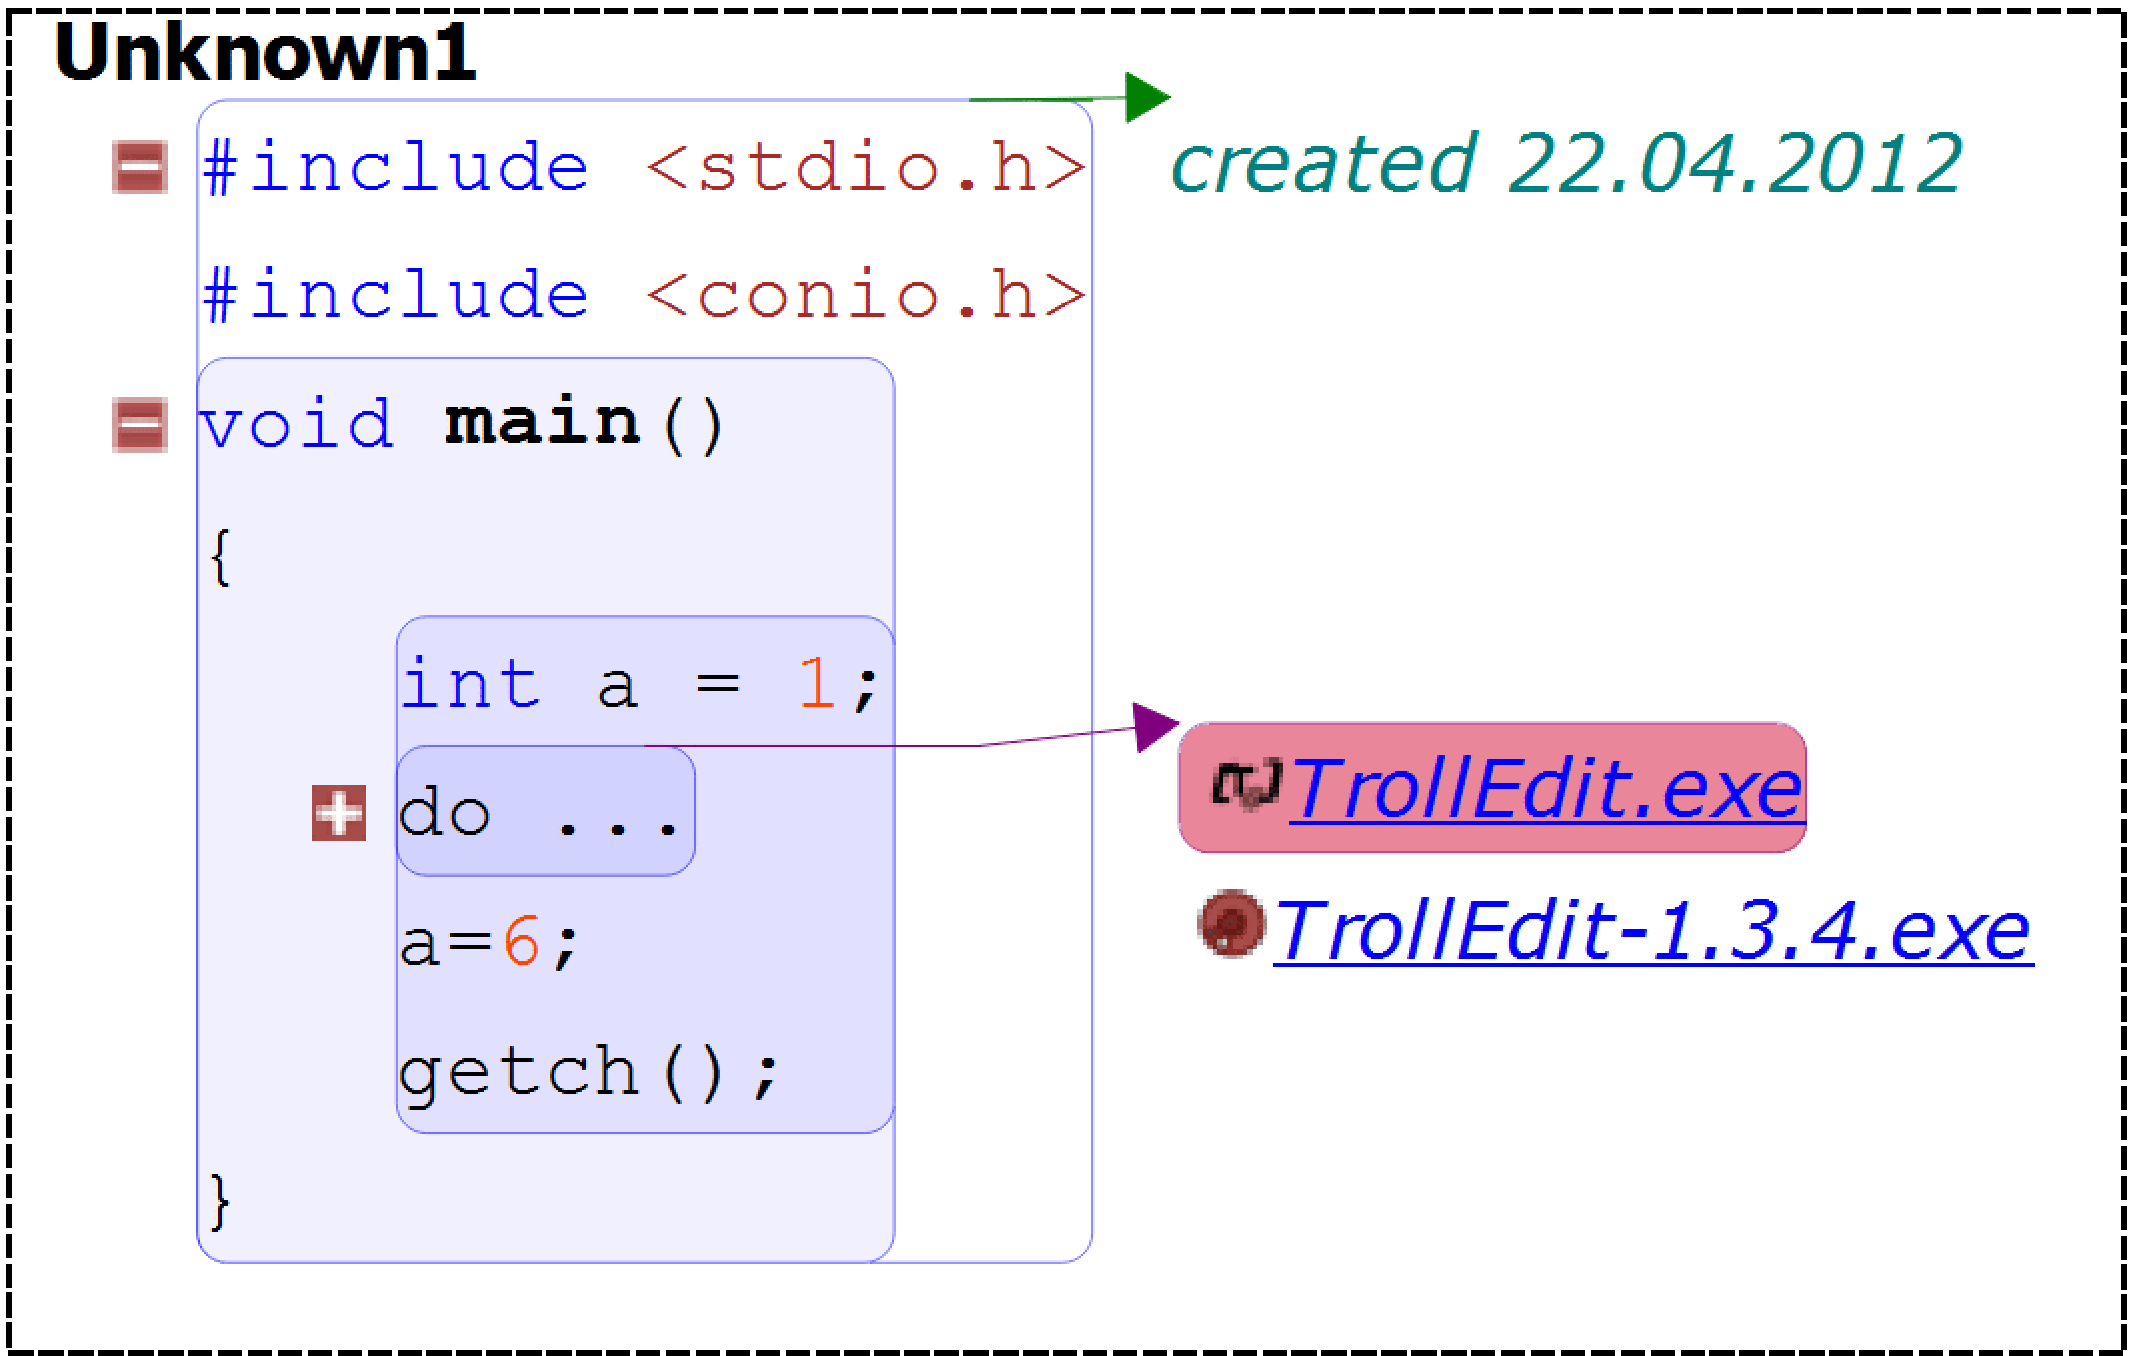 Unknown1
#include <stdio.h>
created 22.04.2012
#include <conio.h>
void main()
{
int a = 1;
do ...
TrollEdit.exe
a=6;
TrollEdit-1.3.4.exe
getch();
}